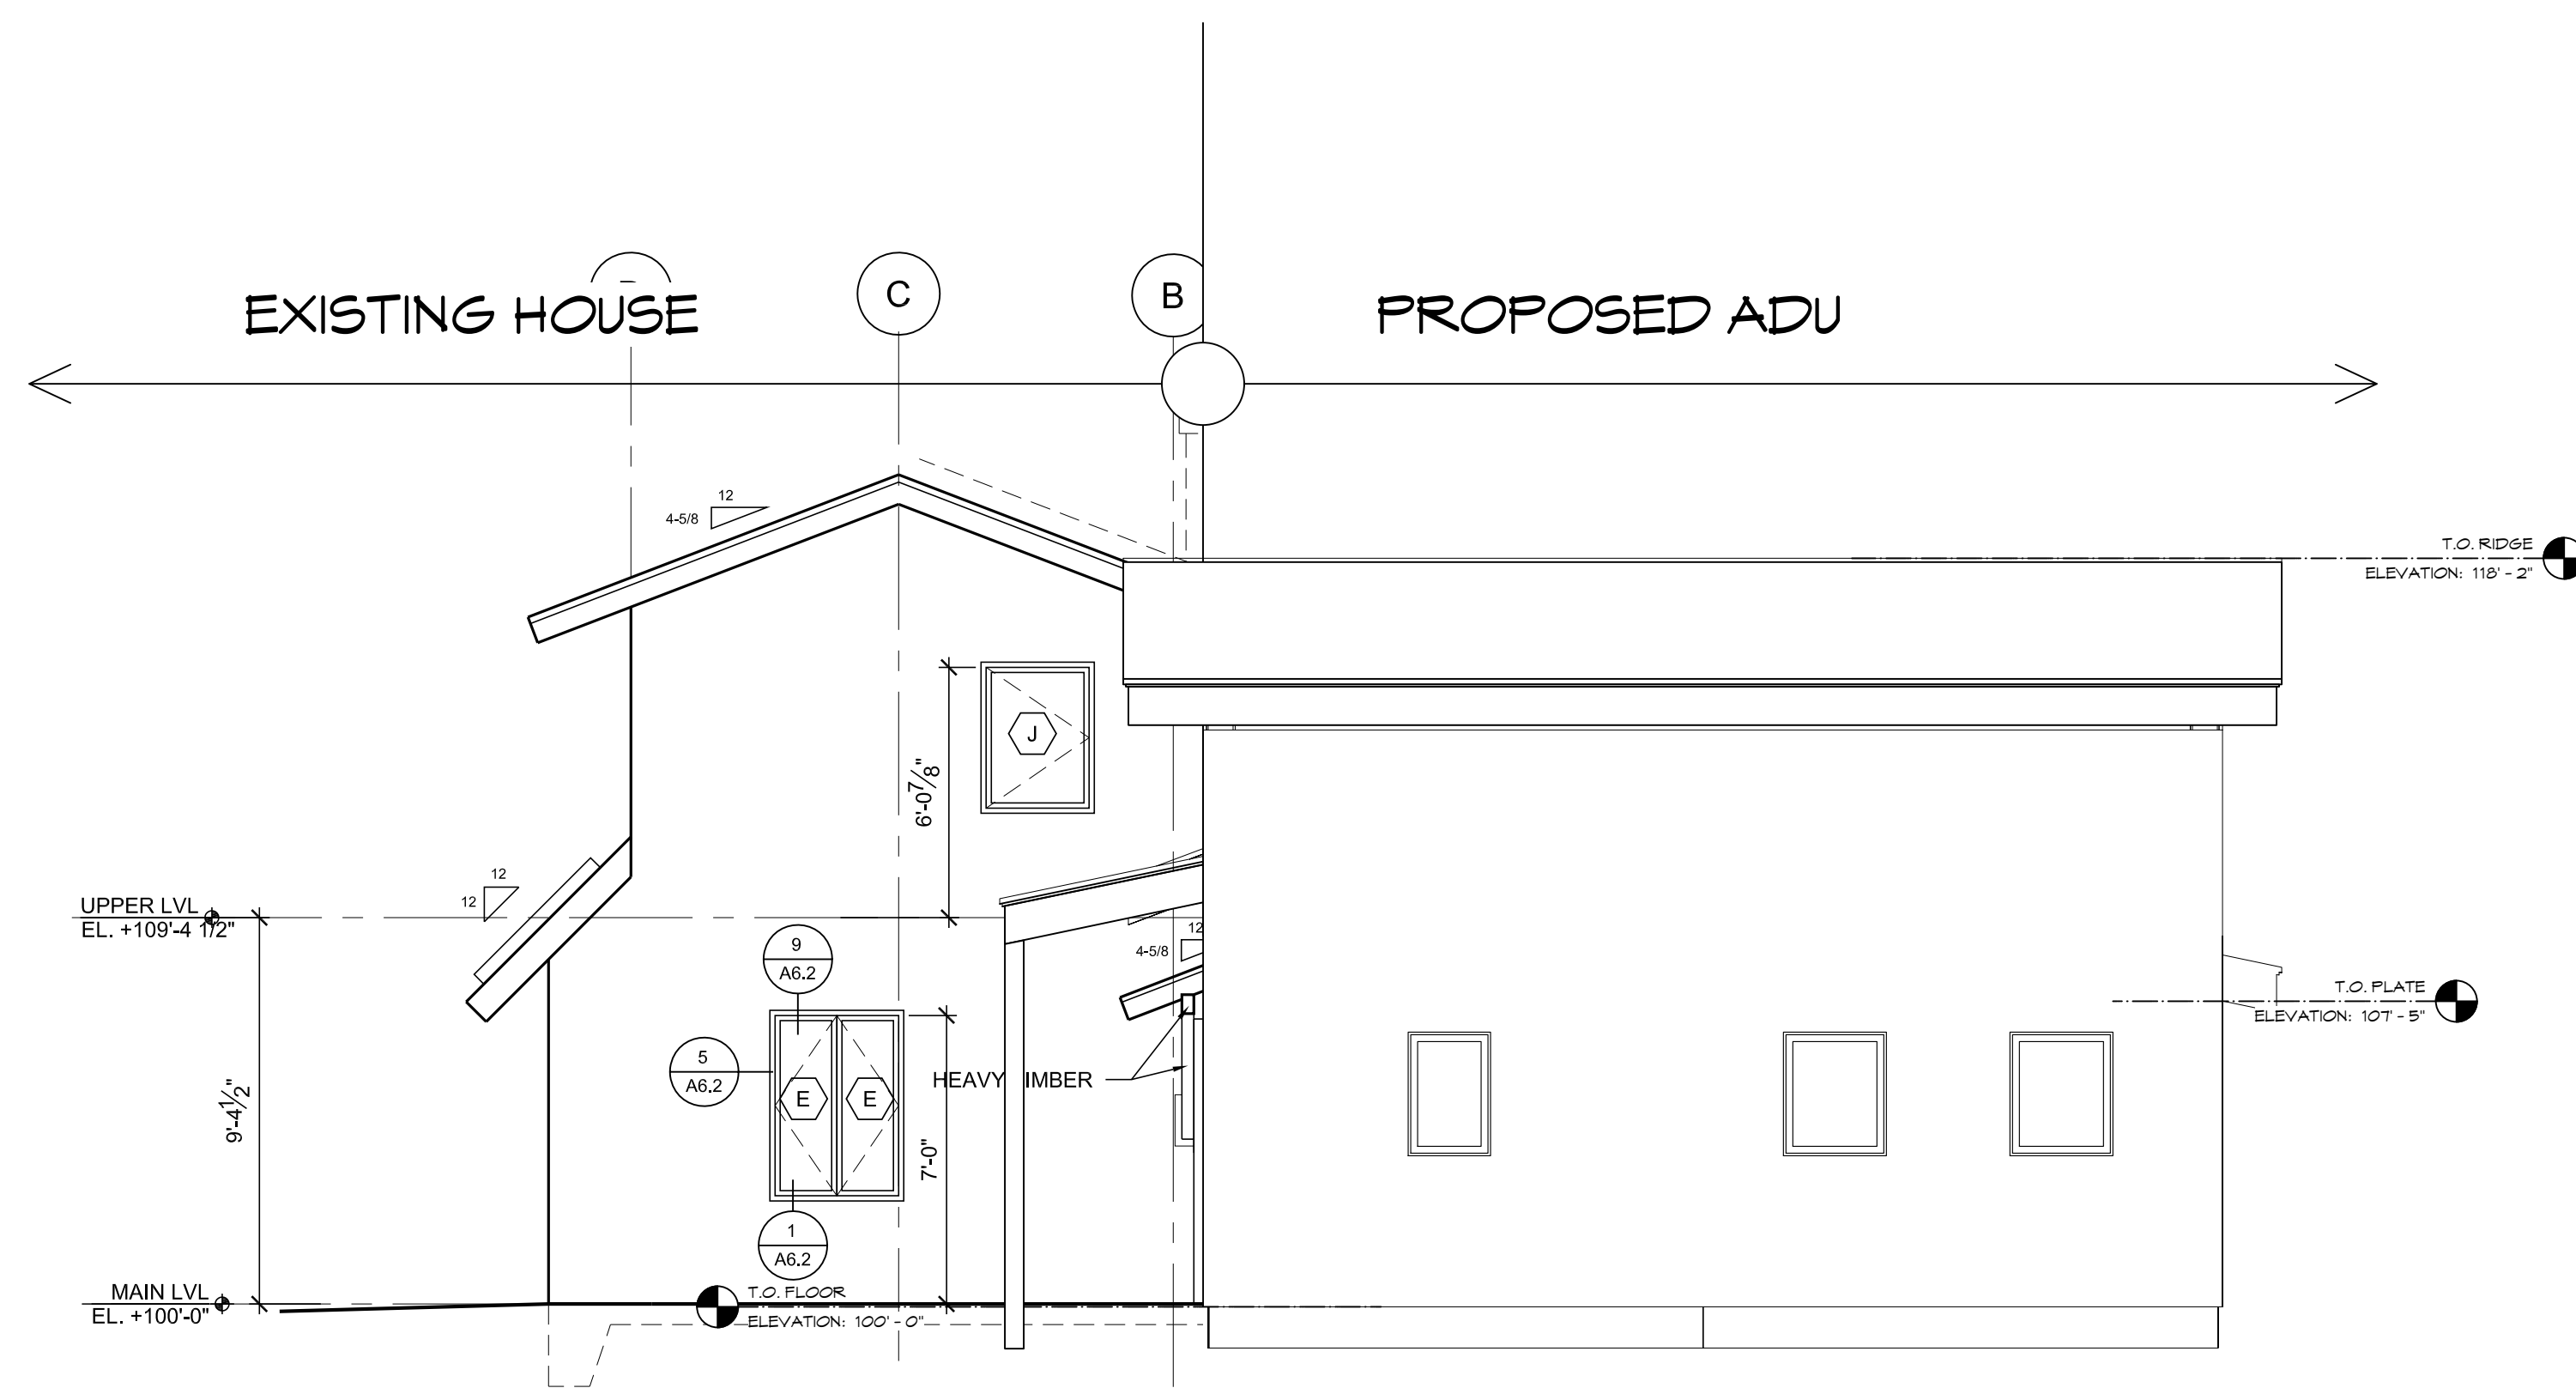 C
B
EXISTING HOUSE
PROPOSED ADU
12
4-5/8
T.O. RIDGE
ELEVATION: 118' - 2"
J
6'-0 7/8"
12
12
UPPER LVL
EL. +109'-4 1/2"
9
A6.2
12
4-5/8
T.O. PLATE
ELEVATION: 107' - 5"
5
A6.2
E
E
HEAVY IMBER
9'-4 1/2"
7'-0"
1
A6.2
MAIN LVL
EL. +100'-0"
T.O. FLOOR
ELEVATION: 100' - 0"